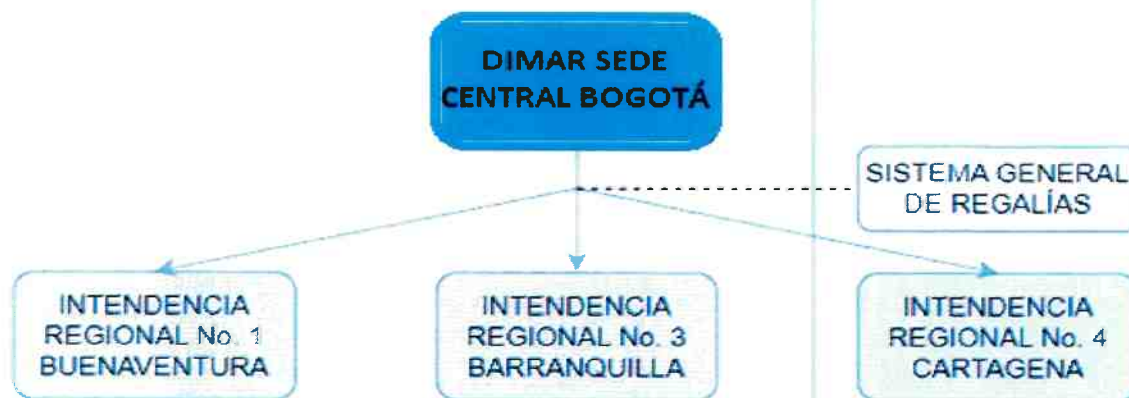 DIMAR SEDE
CENTRAL BOGOTÁ
SISTEMA GENERAL
DE REGALÍAS
INTENDENCIA
REGIONAL No. 1
BUENAVENTURA
INTENDENCIA
REGIONAL No. 3
BARRANQUILLA
INTENDENCIA
REGIONAL No. 4
CARTAGENA